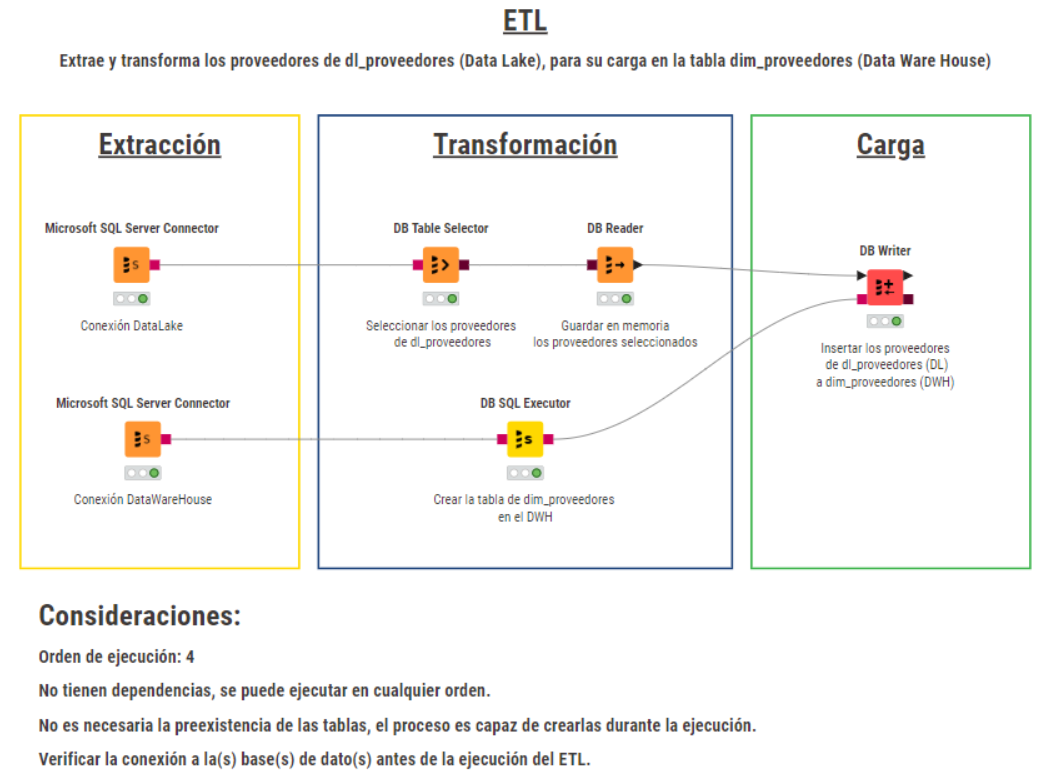 ETL
Extrae y transforma los proveedores de dl_proveedores (Data Lake), para su carga en la tabla dim_proveedores (Data Ware House)
Extracción
Transformación
Carga
Microsoft SQL Server Connector
S
Conexión DataLake
DB Table Selector
Seleccionar los proveedores
de dl_proveedores
DB Reader
Guardar en memoria
los proveedores seleccionados
DB Writer
Insertar los proveedores
de dl_proveedores (DL)
a dim_proveedores (DWH)
Microsoft SQL Server Connector
S
Conexión DataWareHouse
DB SQL Executor
S
Crear la tabla de dim_proveedores
en el DWH
Consideraciones:
Orden de ejecución: 4
No tienen dependencias, se puede ejecutar en cualquier orden.
No es necesaria la preexistencia de las tablas, el proceso es capaz de crearlas durante la ejecución.
Verificar la conexión a la(s) base(s) de dato(s) antes de la ejecución del ETL.